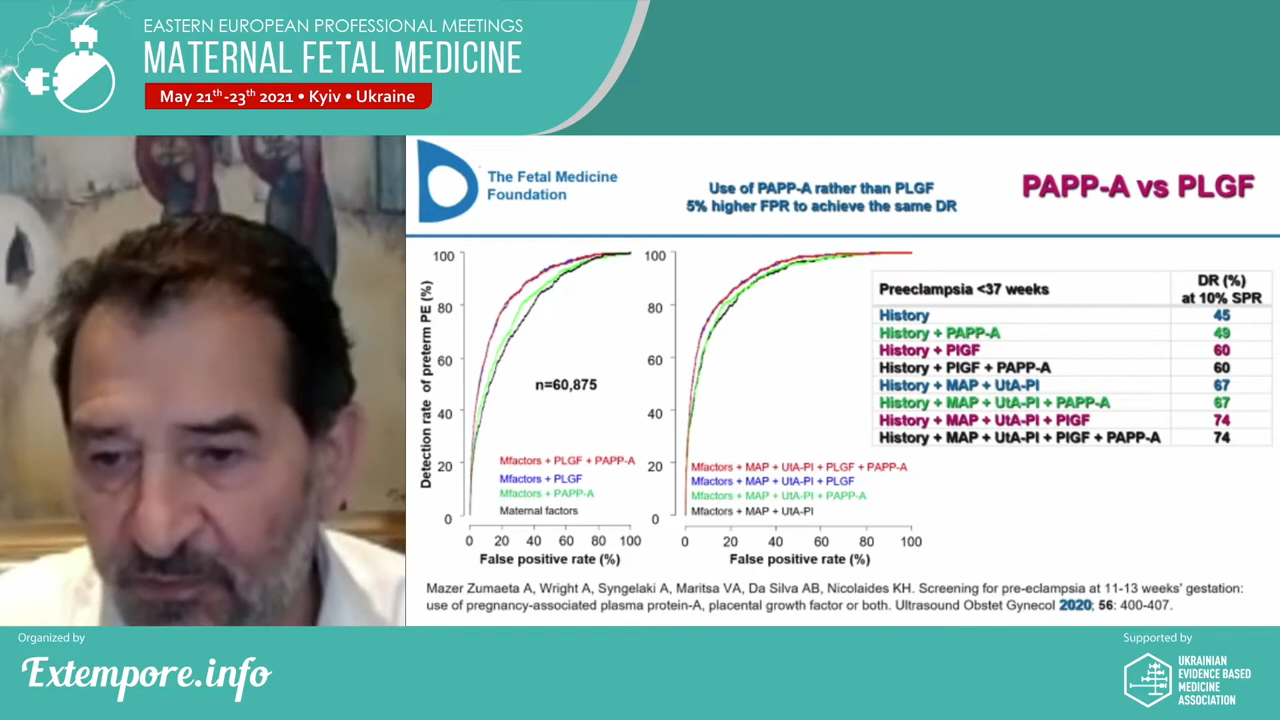 EASTERN EUROPEAN PROFESSIONAL MEETINGS
MATERNAL FETAL MEDICINE
May 21th-23th 2021 • Kyiv • Ukraine
The Fetal Medicine
Foundation
Use of PAPP-A rather than PLGF
5% higher FPR to achieve the same DR
PAPP-A vs PLGF
Detection rate of preterm PE (%)
100
80
60
40
20
0
n=60,875
Mfactors + PLGF + PAPP-A
Mfactors + PLGF
Mfactors + PAPP-A
Maternal factors
0 20 40 60 80 100
False positive rate (%)
100
80
60
40
20
0
Mfactors + MAP + UtA-PI + PLGF + PAPP-A
Mfactors + MAP + UtA-PI + PLGF
Mfactors + MAP + UtA-PI + PAPP-A
Mfactors + MAP + UtA-PI
0 20 40 60 80 100
False positive rate (%)
Preeclampsia <37 weeks DR (%)
at 10% SPR
History 45
History + PAPP-A 49
History + PlGF 60
History + PlGF + PAPP-A 60
History + MAP + UtA-PI 67
History + MAP + UtA-PI + PAPP-A 67
History + MAP + UtA-PI + PlGF 74
History + MAP + UtA-PI + PlGF + PAPP-A 74
Mazer Zumaeta A, Wright A, Syngelaki A, Maritsa VA, Da Silva AB, Nicolaides KH. Screening for pre-eclampsia at 11-13 weeks' gestation:
use of pregnancy-associated plasma protein-A, placental growth factor or both. Ultrasound Obstet Gynecol 2020; 56: 400-407.
Organized by
Extempore.info
Supported by
UKRAINIAN
EVIDENCE BASED
MEDICINE
ASSOCIATION